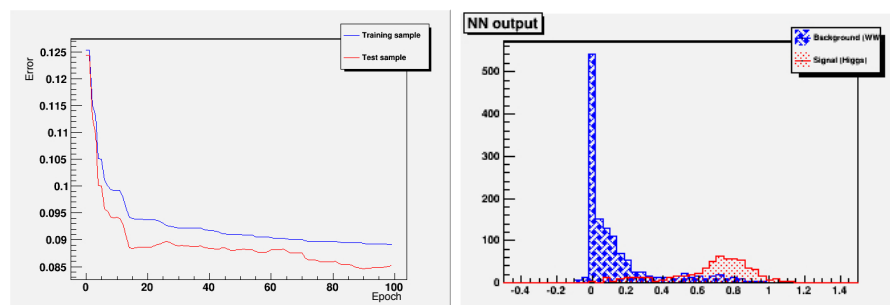 Training sample
Test sample
Error
0.125
0.12
0.115
0.11
0.105
0.1
0.095
0.09
0.085
0 20 40 60 80 100
Epoch
NN output
Background (WW
Signal (Higgs)
500
400
300
200
100
0
-0.4 -0.2 0 0.2 0.4 0.6 0.8 1 1.2 1.4